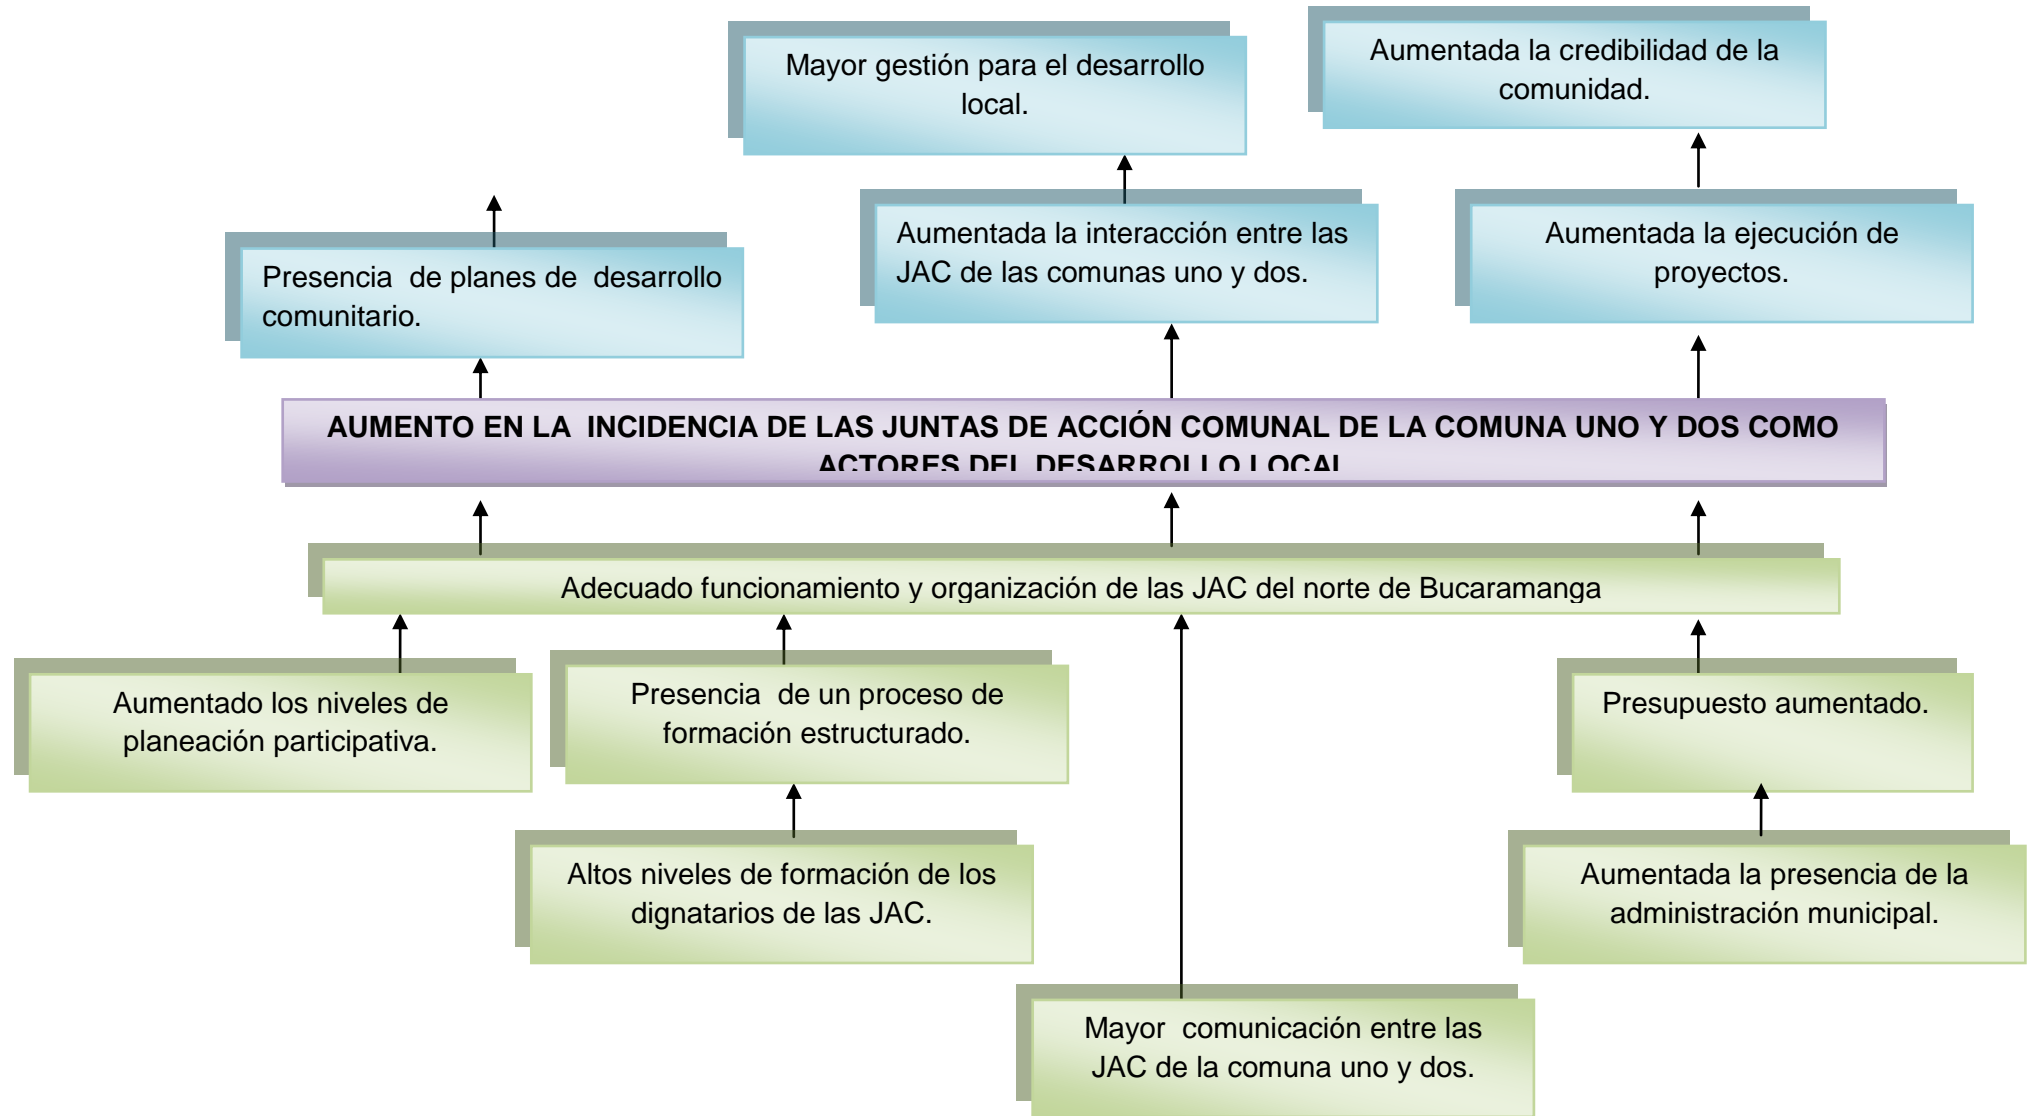 Mayor gestión para el desarrollo
local.
Aumentada la credibilidad de la
comunidad.
Presencia de planes de desarrollo
comunitario.
Aumentada la interacción entre las
JAC de las comunas uno y dos.
Aumentada la ejecución de
proyectos.
AUMENTO EN LA INCIDENCIA DE LAS JUNTAS DE ACCIÓN COMUNAL DE LA COMUNA UNO Y DOS COMO
ACTORES DEL DESARROLLO LOCAL
Adecuado funcionamiento y organización de las JAC del norte de Bucaramanga
Aumentado los niveles de
planeación participativa.
Presencia de un proceso de
formación estructurado.
Presupuesto aumentado.
Altos niveles de formación de los
dignatarios de las JAC.
Aumentada la presencia de la
administración municipal.
Mayor comunicación entre las
JAC de la comuna uno y dos.